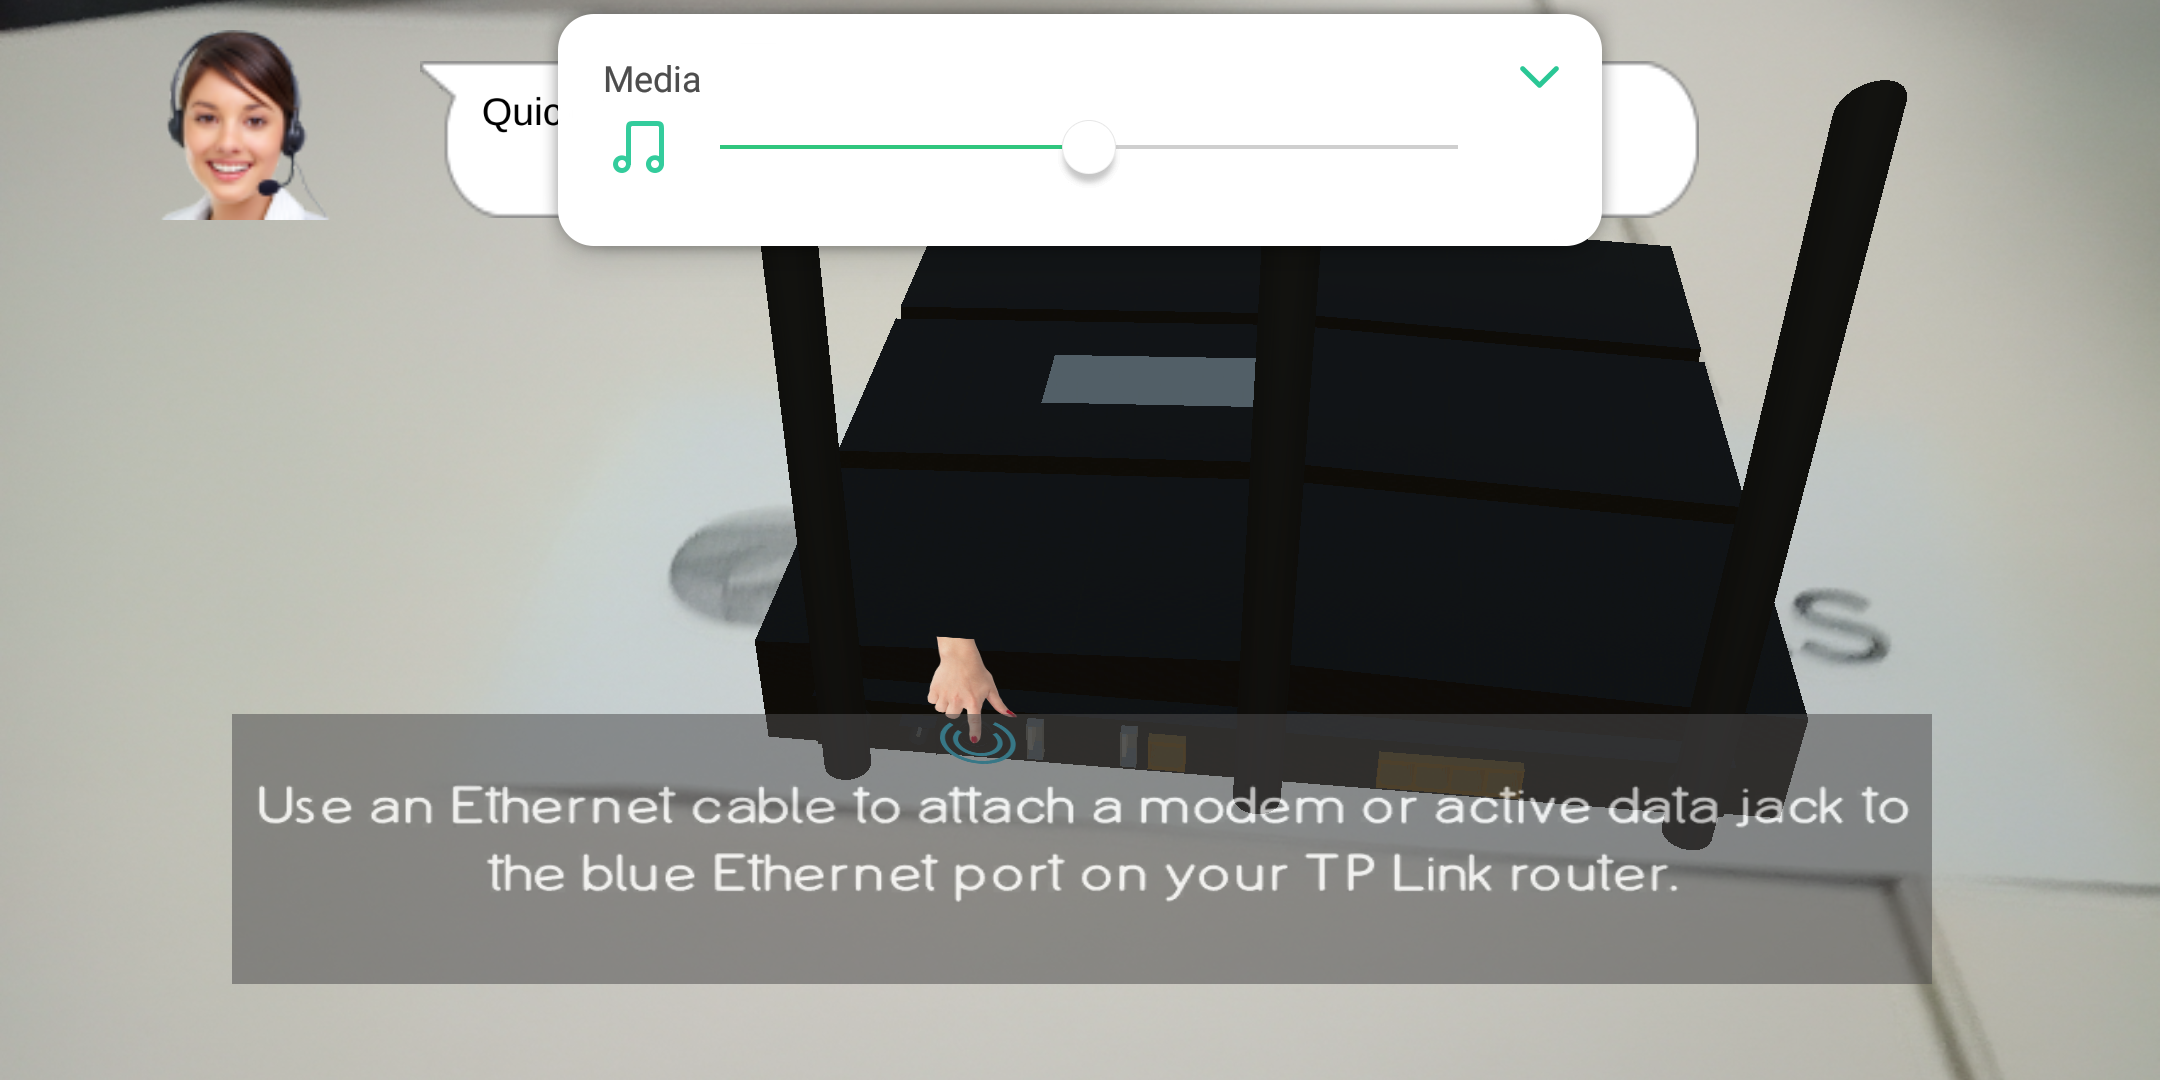 Media
Quic
Use an Ethernet cable to attach a modem or active data jack to
the blue Ethernet port on your TP Link router.
S